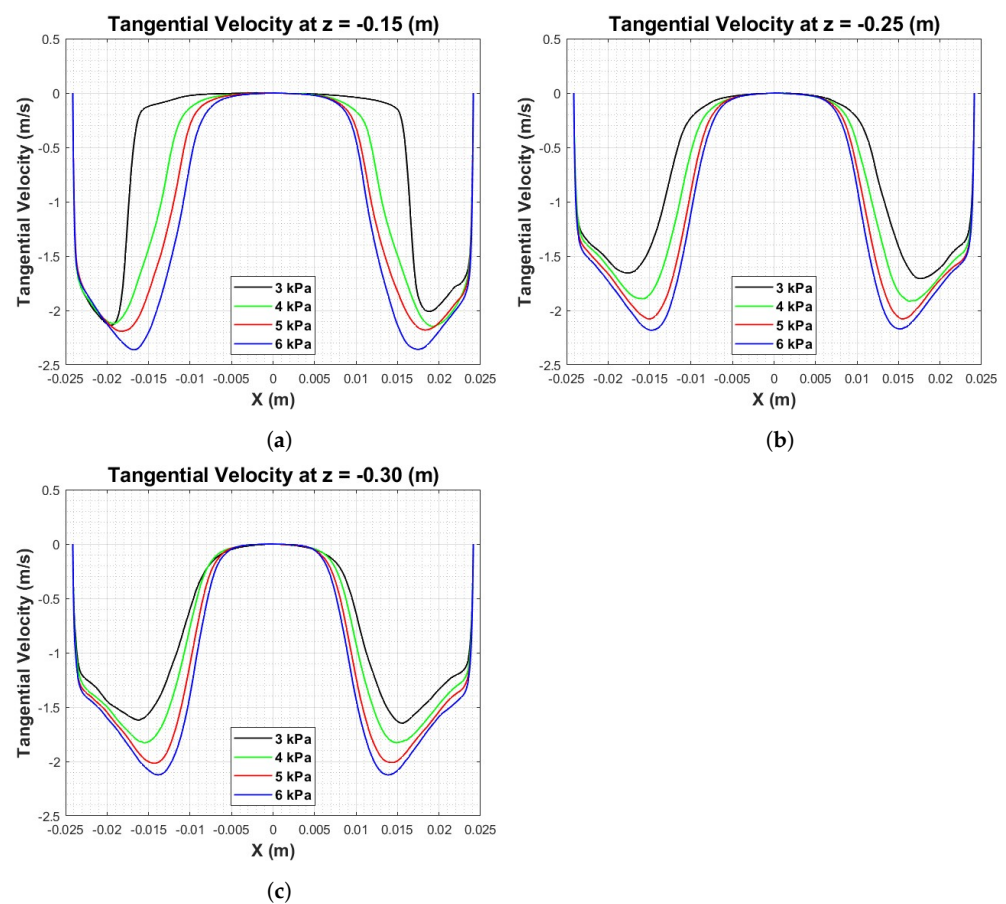 Tangential Velocity at z = -0.15 (m)
Tangential Velocity (m/s)
0.5
0
-0.5
-1
-1.5
-2
-2.5
3 kPa
4 kPa
5 kPa
6 kPa
-0.025 -0.02 -0.015 -0.01 -0.005 0 0.005 0.01 0.015 0.02 0.025
X (m)
(a)
Tangential Velocity at z = -0.25 (m)
Tangential Velocity (m/s)
0.5
0
-0.5
-1
-1.5
-2
-2.5
3 kPa
4 kPa
5 kPa
6 kPa
-0.025 -0.02 -0.015 -0.01 -0.005 0 0.005 0.01 0.015 0.02 0.025
X (m)
(b)
Tangential Velocity at z = -0.30 (m)
Tangential Velocity (m/s)
0.5
0
-0.5
-1
-1.5
-2
-2.5
3 kPa
4 kPa
5 kPa
6 kPa
-0.025 -0.02 -0.015 -0.01 -0.005 0 0.005 0.01 0.015 0.02 0.025
X (m)
(c)